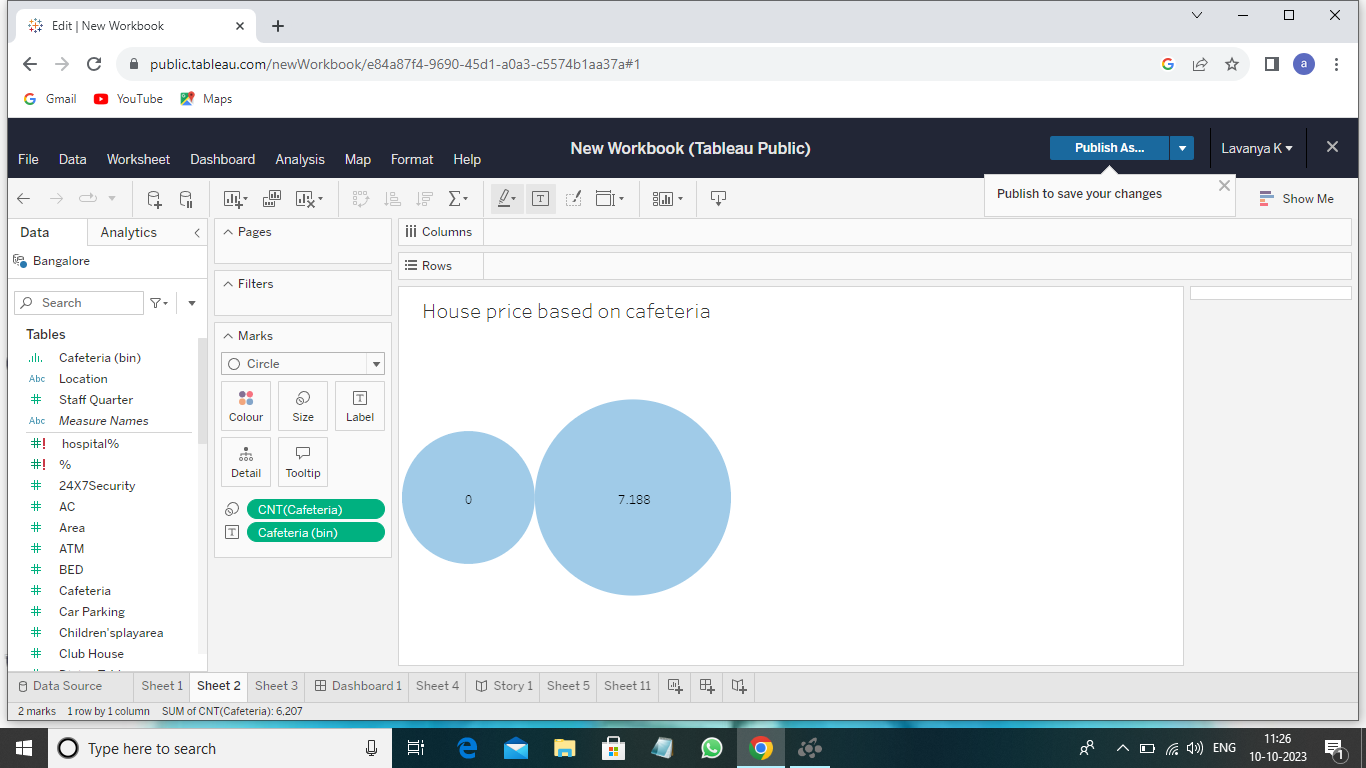 Edit | New Workbook
public.tableau.com/newWorkbook/e84a87f4-9690-45d1-a0a3-c5574b1aa37a#1
a
Gmail YouTube Maps
New Workbook (Tableau Public)
Publish As...
Lavanya K
File Data Worksheet Dashboard Analysis Map Format Help
Publish to save your changes
Show Me
Data Analytics
Pages
Columns
Bangalore
Rows
Filters
Search
House price based on cafeteria
Tables
Marks
Cafeteria (bin)
Circle
Abc Location
Staff Quarter
Abc Measure Names
Colour Size Label
hospital%
%
Detail Tooltip
24X7Security
AC
CNT(Cafeteria)
0 7.188
Area
Cafeteria (bin)
ATM
BED
Cafeteria
Car Parking
Children'splayarea
Club House
Data Source Sheet 1 Sheet 2 Sheet 3 Dashboard 1 Sheet 4 Story 1 Sheet 5 Sheet 11
2 marks 1 row by 1 column SUM of CNT(Cafeteria): 6,207
Type here to search
ENG
11:26
10-10-2023
1